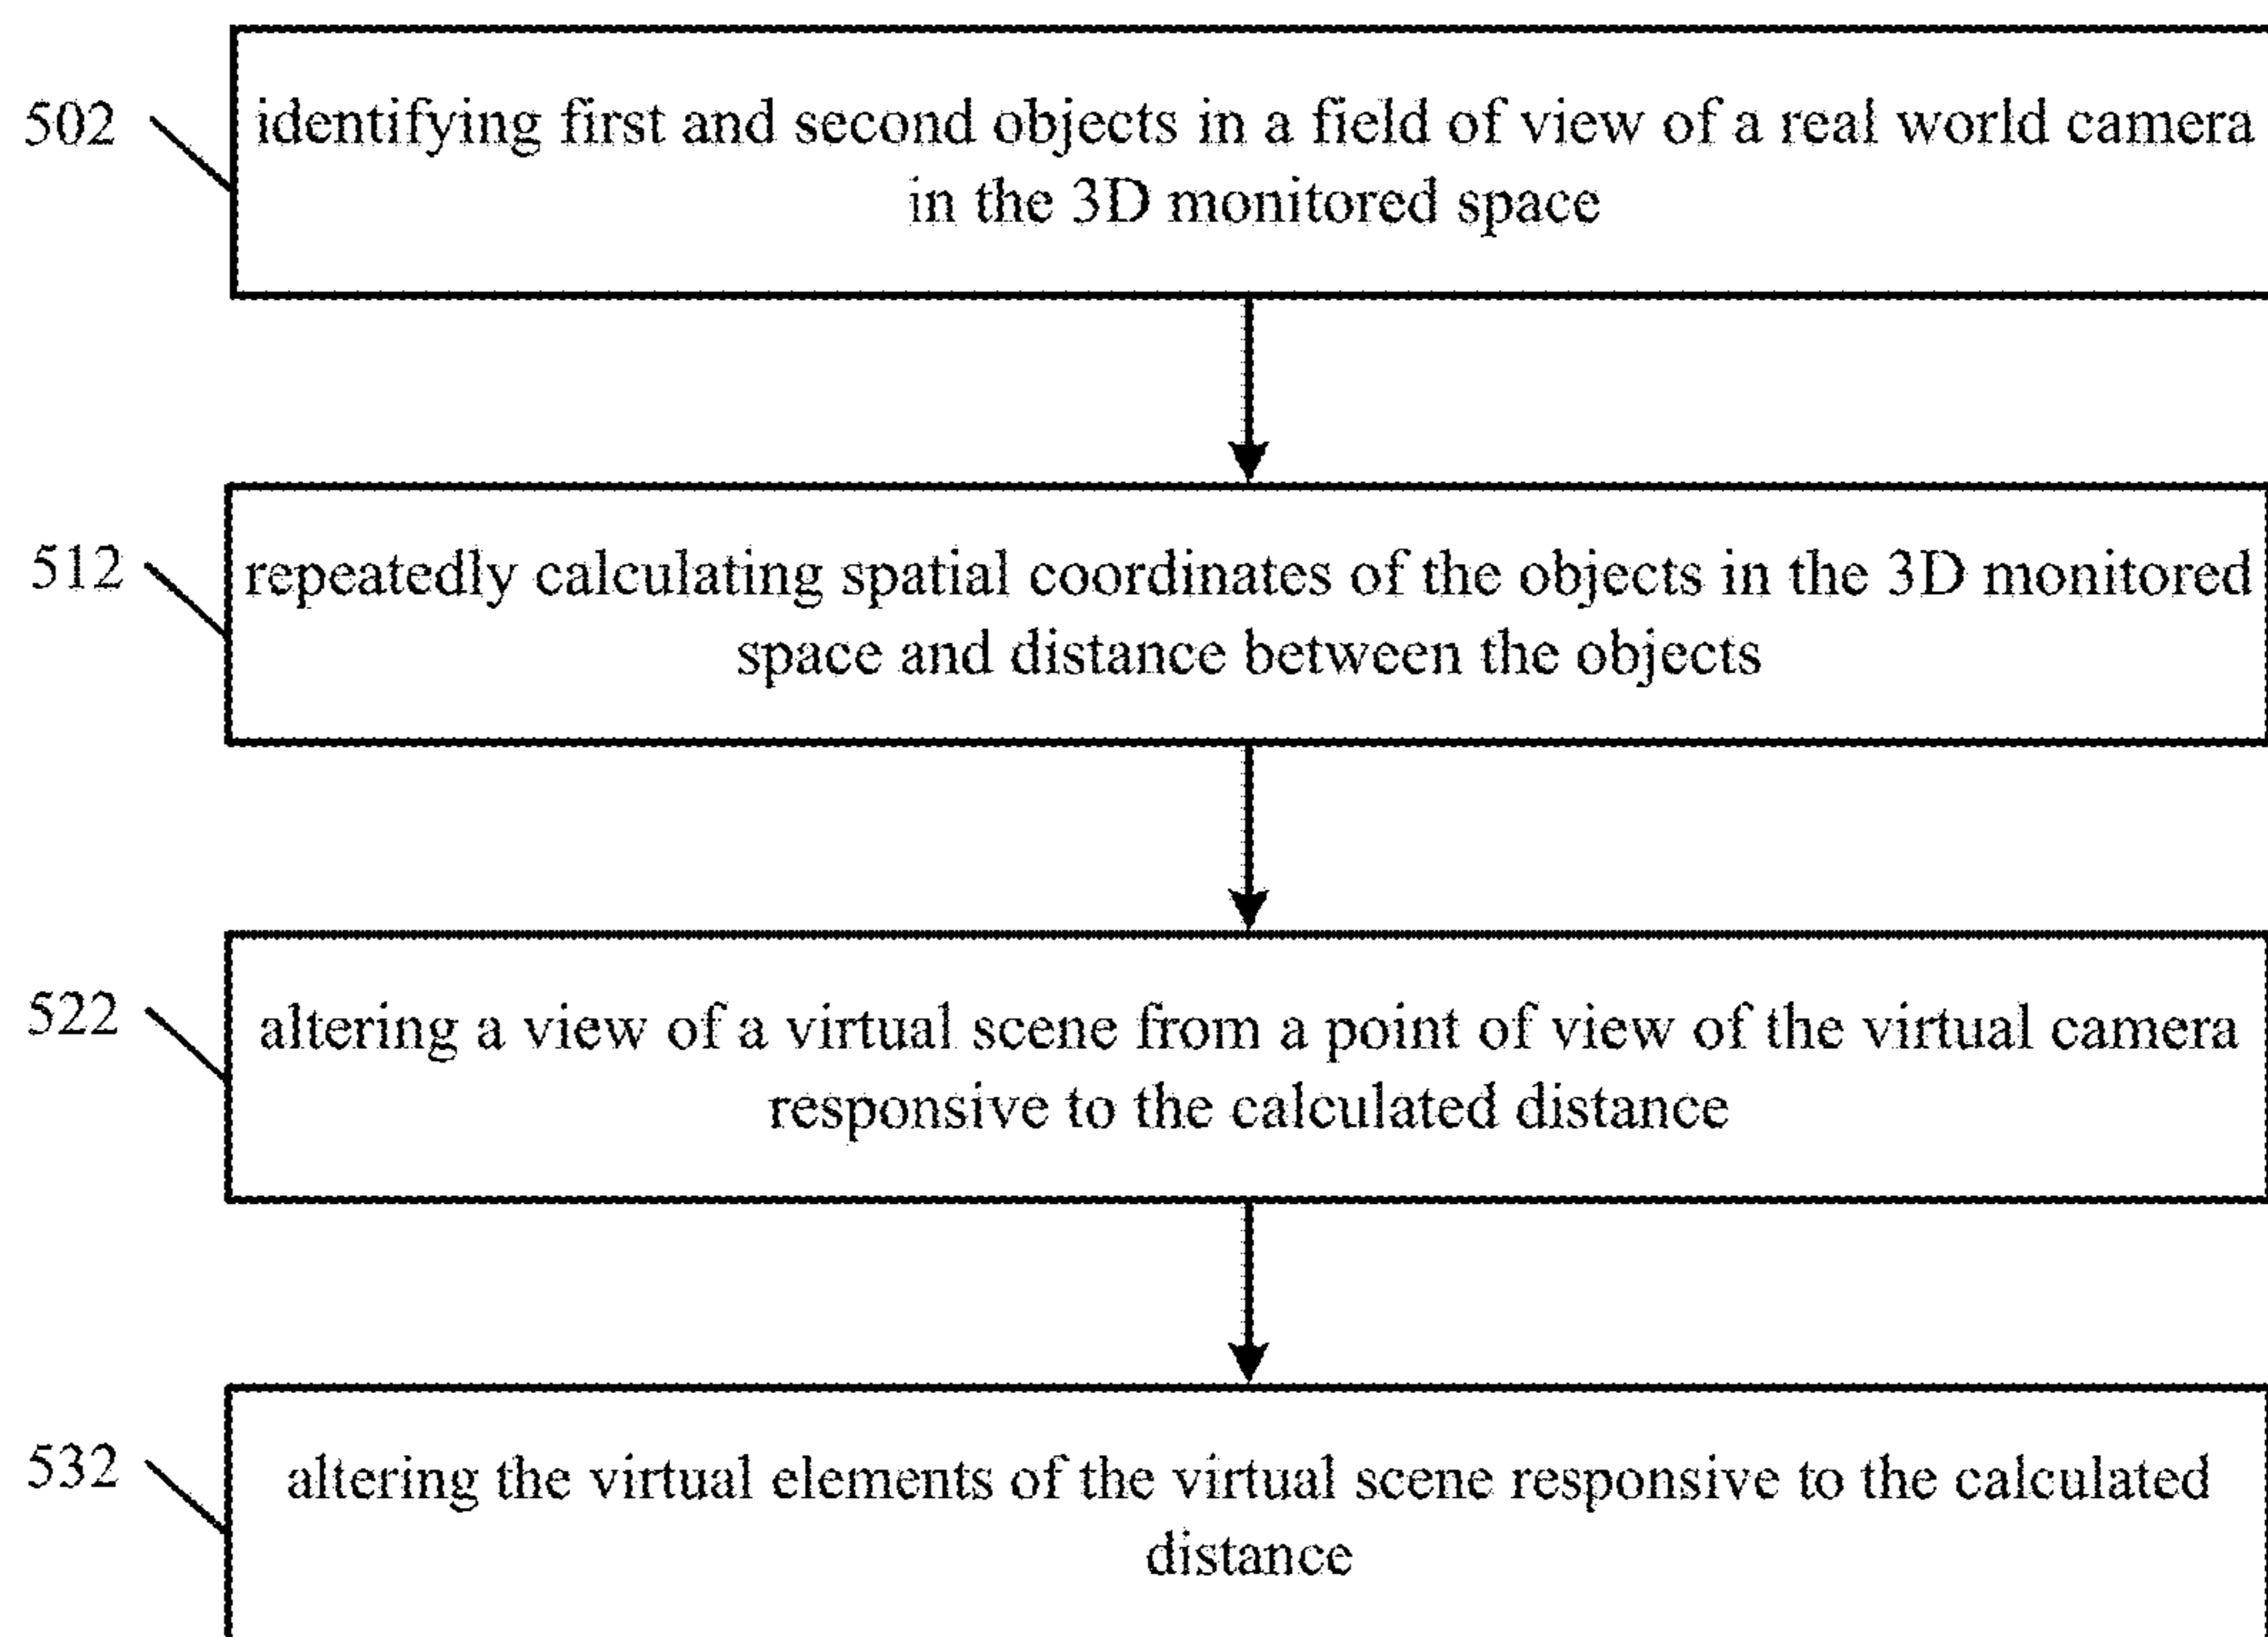 502
identifying first and second objects in a field of view of a real world camera
in the 3D monitored space
512
repeatedly calculating spatial coordinates of the objects in the 3D monitored
space and distance between the objects
522
altering a view of a virtual scene from a point of view of the virtual camera
responsive to the calculated distance
532
altering the virtual elements of the virtual scene responsive to the calculated
distance